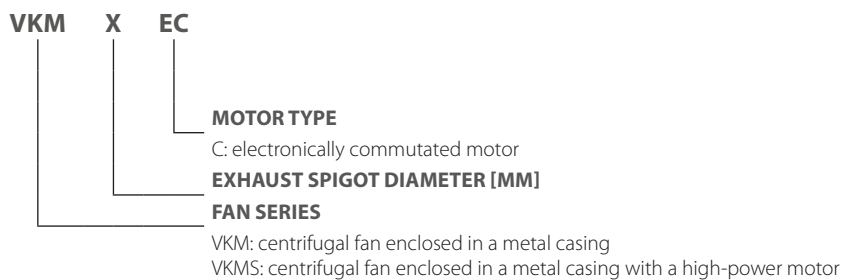 VKM X EC
MOTOR TYPE
C: electronically commutated motor
EXHAUST SPIGOT DIAMETER [MM]
FAN SERIES
VKM: centrifugal fan enclosed in a metal casing
VKMS: centrifugal fan enclosed in a metal casing with a high-power motor